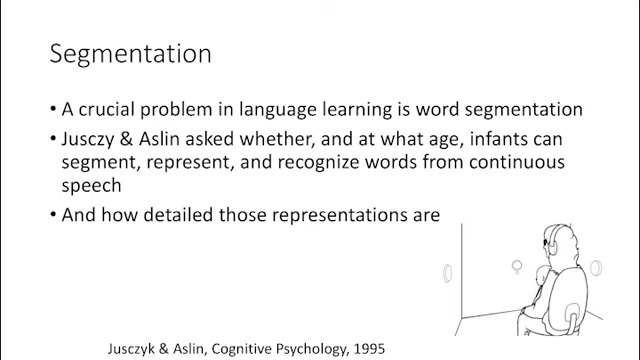 Segmentation
• A crucial problem in language learning is word segmentation
• Jusczy & Aslin asked whether, and at what age, infants can
segment, represent, and recognize words from continuous
speech
• And how detailed those representations are
Jusczyk & Aslin, Cognitive Psychology, 1995